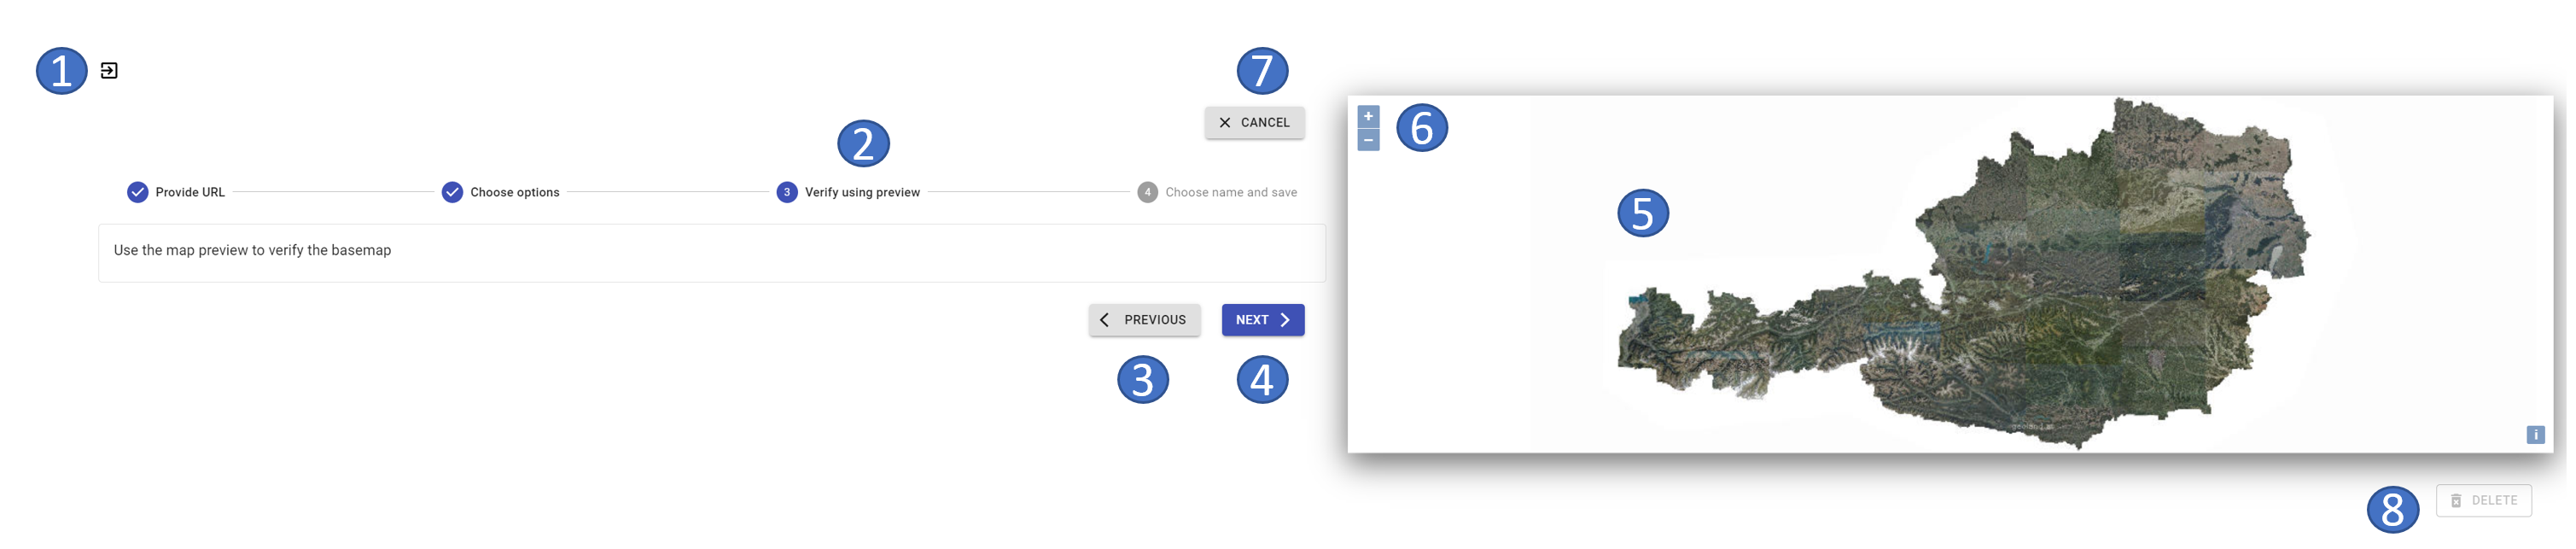 1
7
CANCEL
2
Provide URL
Choose options
3 Verify using preview
4 Choose name and save
Use the map preview to verify the basemap
PREVIOUS
NEXT
3
4
+
−
6
5
i
8
DELETE